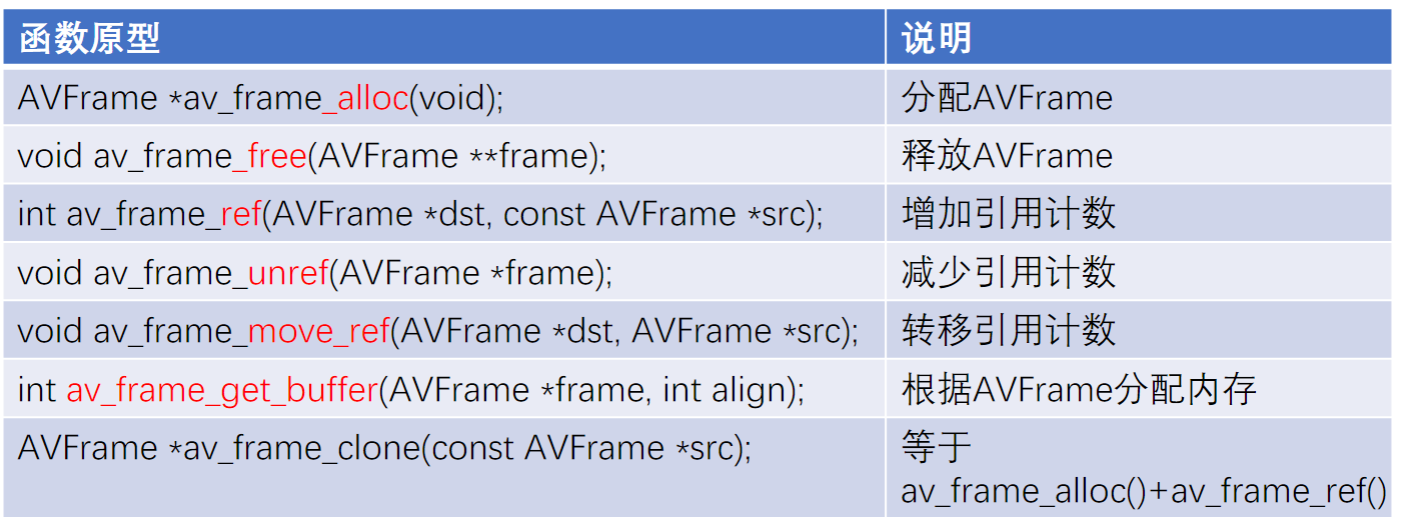 函数原型 说明
AVFrame *av_frame_alloc(void); 分配AVFrame
void av_frame_free(AVFrame **frame); 释放AVFrame
int av_frame_ref(AVFrame *dst, const AVFrame *src); 增加引用计数
void av_frame_unref(AVFrame *frame); 减少引用计数
void av_frame_move_ref(AVFrame *dst, AVFrame *src); 转移引用计数
int av_frame_get_buffer(AVFrame *frame, int align); 根据AVFrame分配内存
AVFrame *av_frame_clone(const AVFrame *src); 等于
av_frame_alloc()+av_frame_ref()